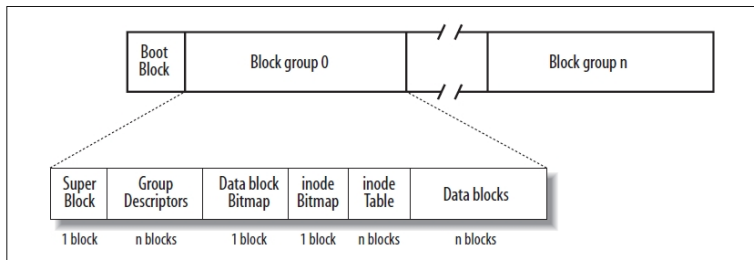 Boot
Block
Block group 0
Block group n
Super
Block
Group
Descriptors
Data block
Bitmap
inode
Bitmap
inode
Table
Data blocks
1 block
n blocks
1 block
1 block
n blocks
n blocks